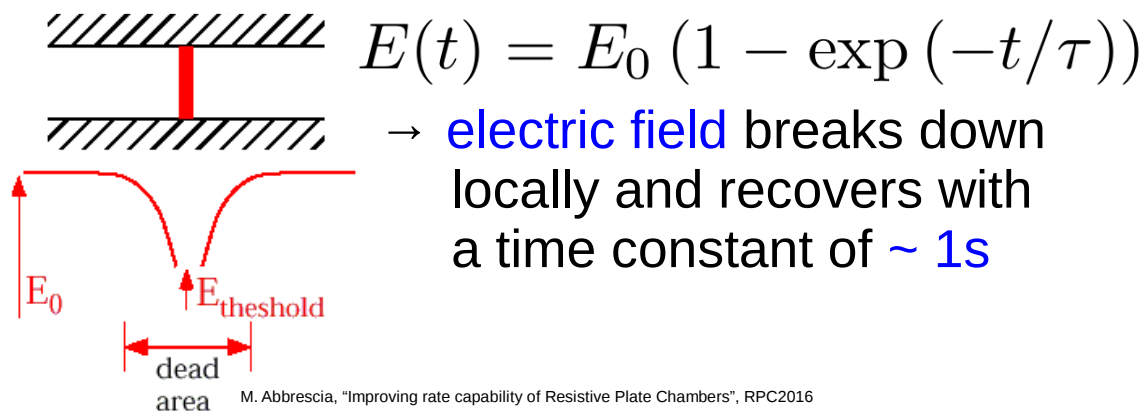 E(t) = E₀ (1 − exp (−t/τ))
→ electric field breaks down
locally and recovers with
a time constant of ~ 1s
E₀
Etheshold
dead
area
M. Abbrescia, “Improving rate capability of Resistive Plate Chambers”, RPC2016